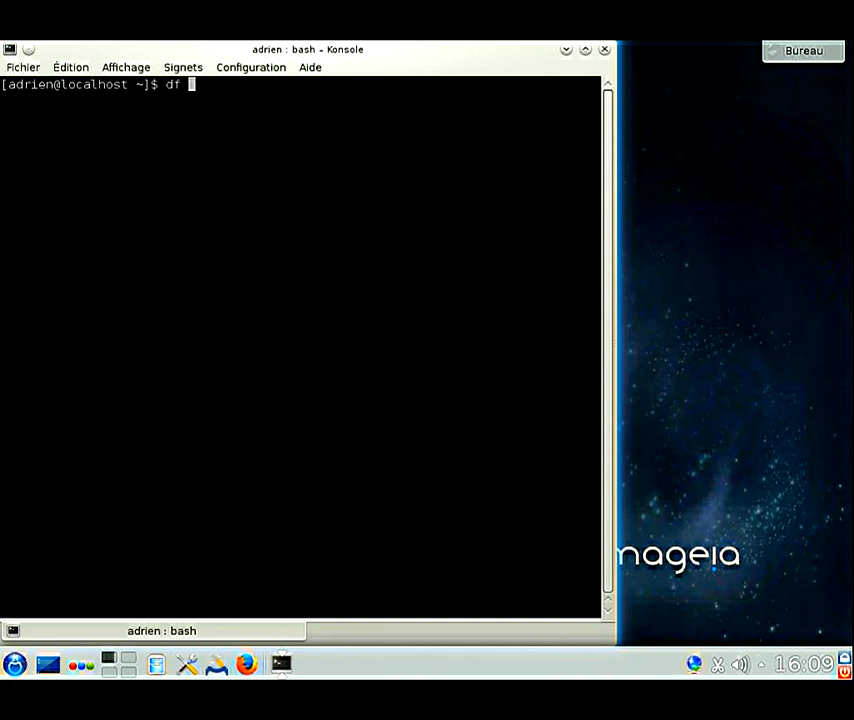 adrien : bash – Konsole
Bureau
Fichier Édition Affichage Signets Configuration Aide
[adrien@localhost ~]$ df
mageia
adrien : bash
16:09